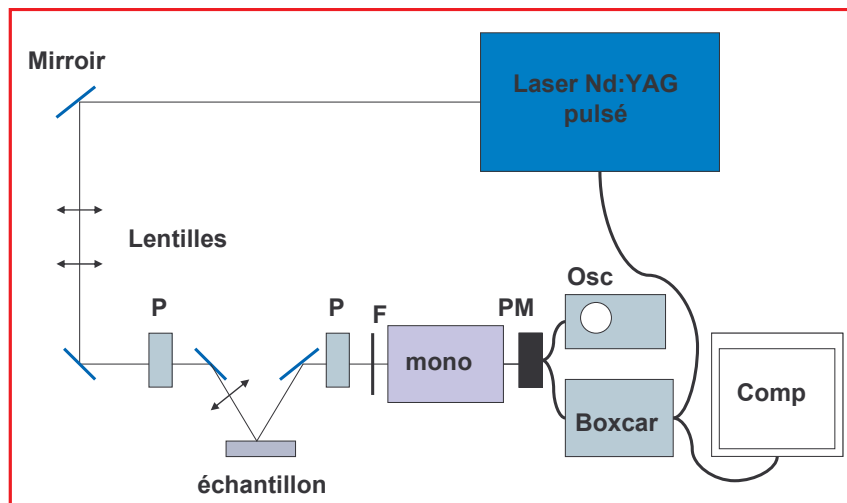 Mirroir
Laser Nd:YAG
pulsé
Lentilles
P
P
F
PM
Osc
mono
Boxcar
Comp
échantillon